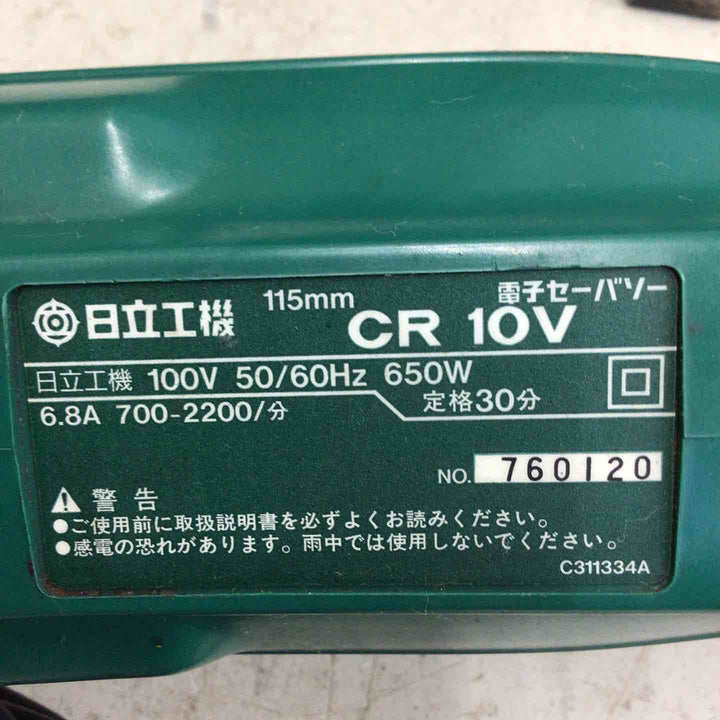 日立工機 115mm 電子セーバソー
CR 10V
日立工機 100V 50/60Hz 650W
6.8A 700-2200/分 定格30分
NO. 760120
警告
●ご使用前に取扱説明書を必ずよくお読みください。
●感電の恐れがあります。雨中では使用しないでください。
C311334A